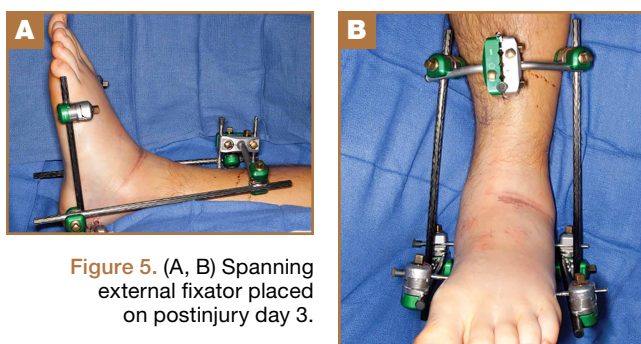 A
B
Figure 5. (A, B) Spanning
external fixator placed
on postinjury day 3.